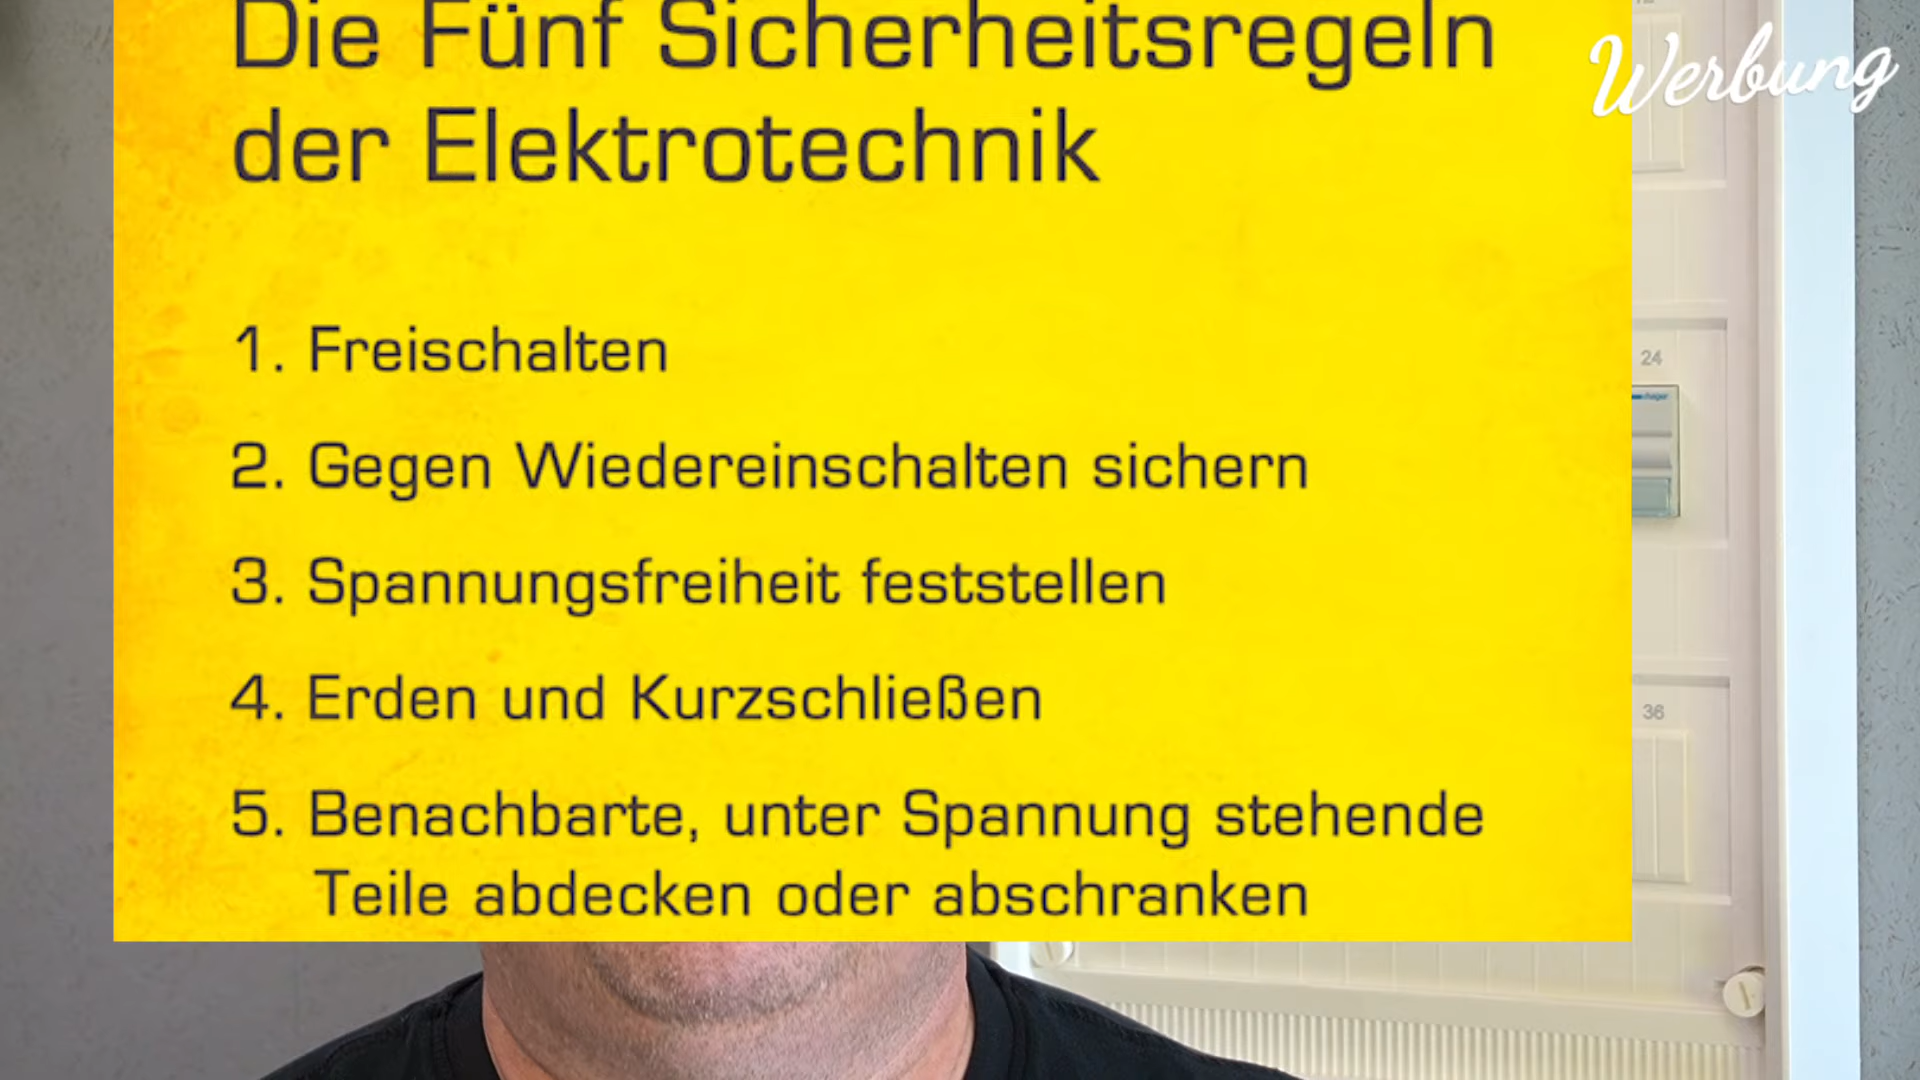 Die Fünf Sicherheitsregeln
der Elektrotechnik
Werbung
1. Freischalten
2. Gegen Wiedereinschalten sichern
3. Spannungsfreiheit feststellen
4. Erden und Kurzschließen
5. Benachbarte, unter Spannung stehende
Teile abdecken oder abschranken
24
hager
36